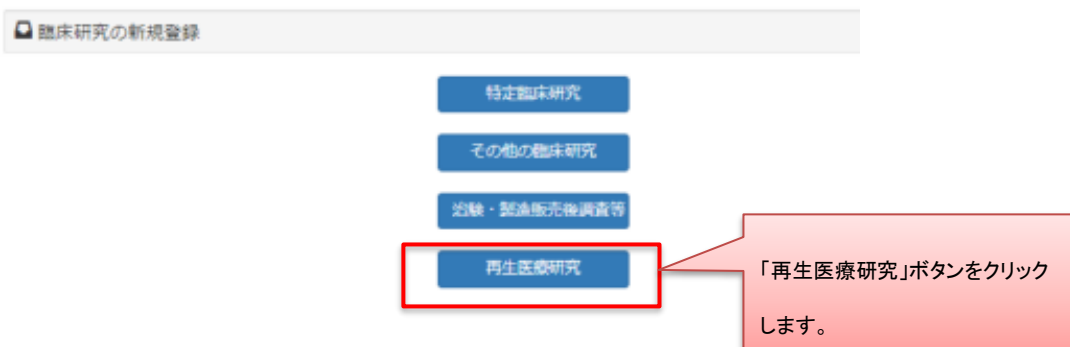 臨床研究の新規登録
特定臨床研究
その他の臨床研究
治験・製造販売後調査等
再生医療研究
「再生医療研究」ボタンをクリック
します。